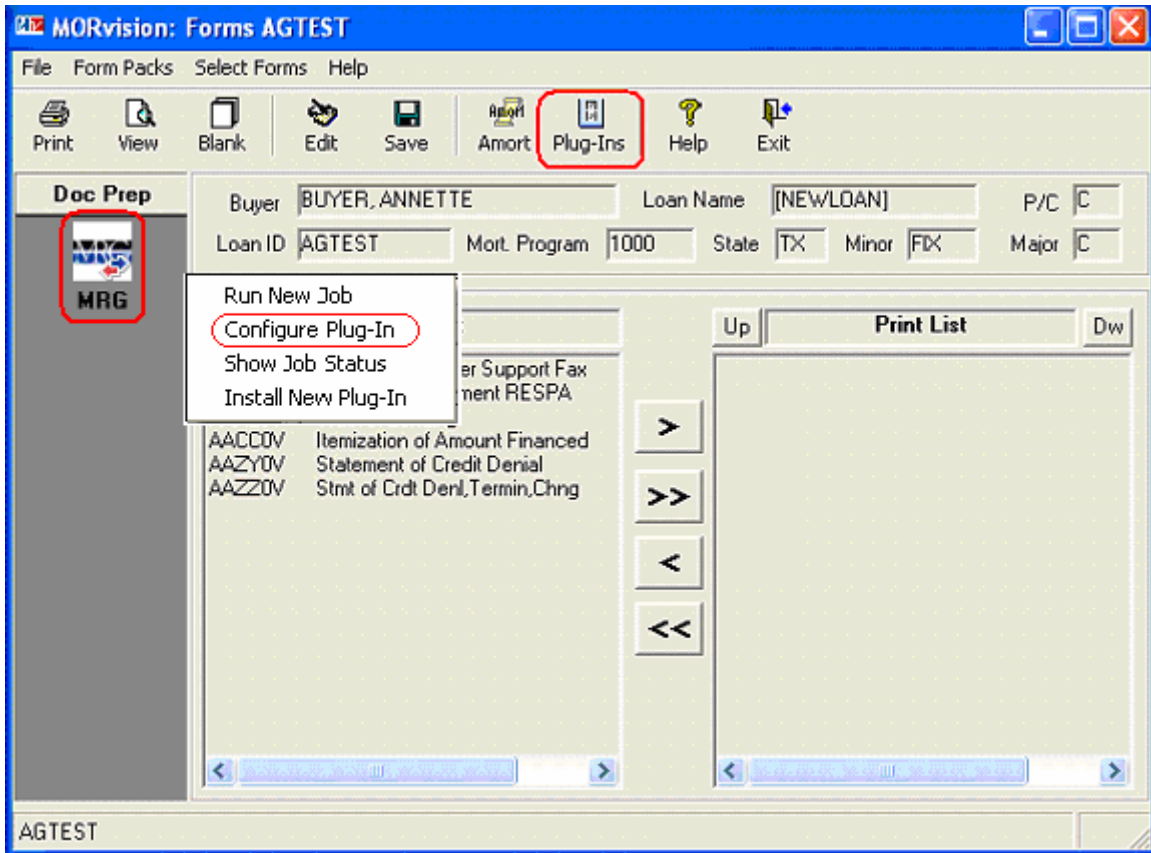 MORvision: Forms AGTEST
File Form Packs Select Forms Help
Print View Blank Edit Save Amort Plug-Ins Help Exit
Doc Prep
MRG
Buyer BUYER, ANNETTE Loan Name [NEWLOAN] P/C C
Loan ID AGTEST Mort. Program 1000 State TX Minor FIX Major C
Run New Job
Configure Plug-In
Show Job Status
Install New Plug-In
Up Print List Dw
er Support Fax
ment RESPA
AACC0V Itemization of Amount Financed
AAZY0V Statement of Credit Denial
AAZZ0V Stmt of Crdt Denl,Termin,Chng
>
>>
<
<<
AGTEST